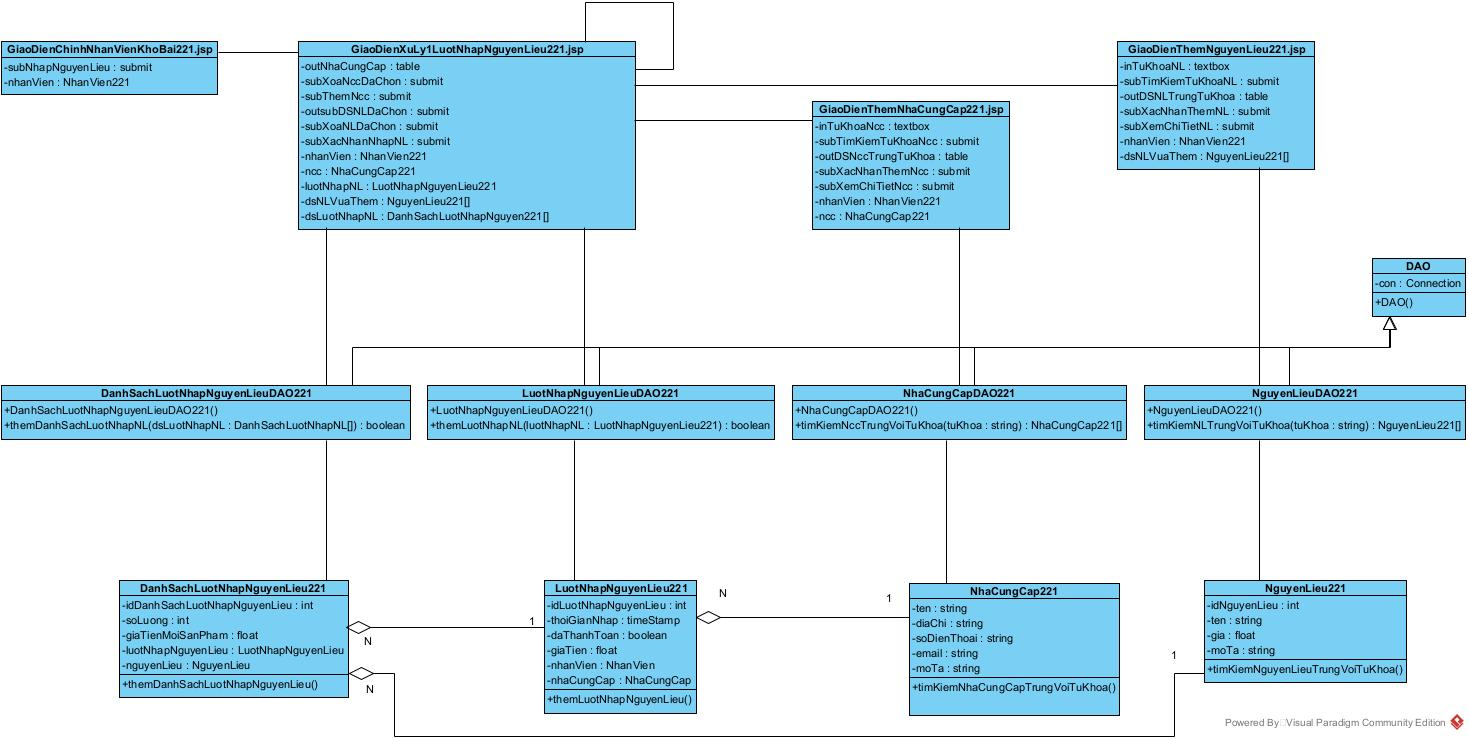 GiaoDienChinhNhanVienKhoBai221.jsp
-subNhapNguyenLieu : submit
-nhanVien : NhanVien221
GiaoDienXuLy1LuotNhapNguyenLieu221.jsp
-outNhaCungCap : table
-subXoaNccDaChon : submit
-subThemNcc : submit
-outsubDSNLDaChon : submit
-subXoaNLDaChon : submit
-subXacNhanNhapNL : submit
-nhanVien : NhanVien221
-ncc : NhaCungCap221
-luotNhapNL : LuotNhapNguyenLieu221
-dsNLVuaThem : NguyenLieu221[]
-dsLuotNhapNL : DanhSachLuotNhapNguyen221[]
GiaoDienThemNhaCungCap221.jsp
-inTuKhoaNcc : textbox
-subTimKiemTuKhoaNcc : submit
-outDSNccTrungTuKhoa : table
-subXacNhanThemNcc : submit
-subXemChiTietNcc : submit
-nhanVien : NhanVien221
-ncc : NhaCungCap221
GiaoDienThemNguyenLieu221.jsp
-inTuKhoaNL : textbox
-subTimKiemTuKhoaNL : submit
-outDSNLTrungTuKhoa : table
-subXacNhanThemNL : submit
-subXemChiTietNL : submit
-nhanVien : NhanVien221
-dsNLVuaThem : NguyenLieu221[]
DAO
-con : Connection
+DAO()
DanhSachLuotNhapNguyenLieuDAO221
+DanhSachLuotNhapNguyenLieuDAO221()
+themDanhSachLuotNhapNL(dsLuotNhapNL : DanhSachLuotNhapNL[]) : boolean
LuotNhapNguyenLieuDAO221
+LuotNhapNguyenLieuDAO221()
+themLuotNhapNL(luotNhapNL : LuotNhapNguyenLieu221) : boolean
NhaCungCapDAO221
+NhaCungCapDAO221()
+timKiemNccTrungVoiTuKhoa(tuKhoa : string) : NhaCungCap221[]
NguyenLieuDAO221
+NguyenLieuDAO221()
+timKiemNLTrungVoiTuKhoa(tuKhoa : string) : NguyenLieu221[]
DanhSachLuotNhapNguyenLieu221
-idDanhSachLuotNhapNguyenLieu : int
-soLuong : int
-giaTienMoiSanPham : float
-luotNhapNguyenLieu : LuotNhapNguyenLieu
-nguyenLieu : NguyenLieu
+themDanhSachLuotNhapNguyenLieu()
N
1
N
LuotNhapNguyenLieu221
-idLuotNhapNguyenLieu : int
-thoiGianNhap : timeStamp
-daThanhToan : boolean
-giaTien : float
-nhanVien : NhanVien
-nhaCungCap : NhaCungCap
+themLuotNhapNguyenLieu()
N
1
NhaCungCap221
-ten : string
-diaChi : string
-soDienThoai : string
-email : string
-moTa : string
+timKiemNhaCungCapTrungVoiTuKhoa()
1
NguyenLieu221
-idNguyenLieu : int
-ten : string
-gia : float
-moTa : string
+timKiemNguyenLieuTrungVoiTuKhoa()
Powered By Visual Paradigm Community Edition